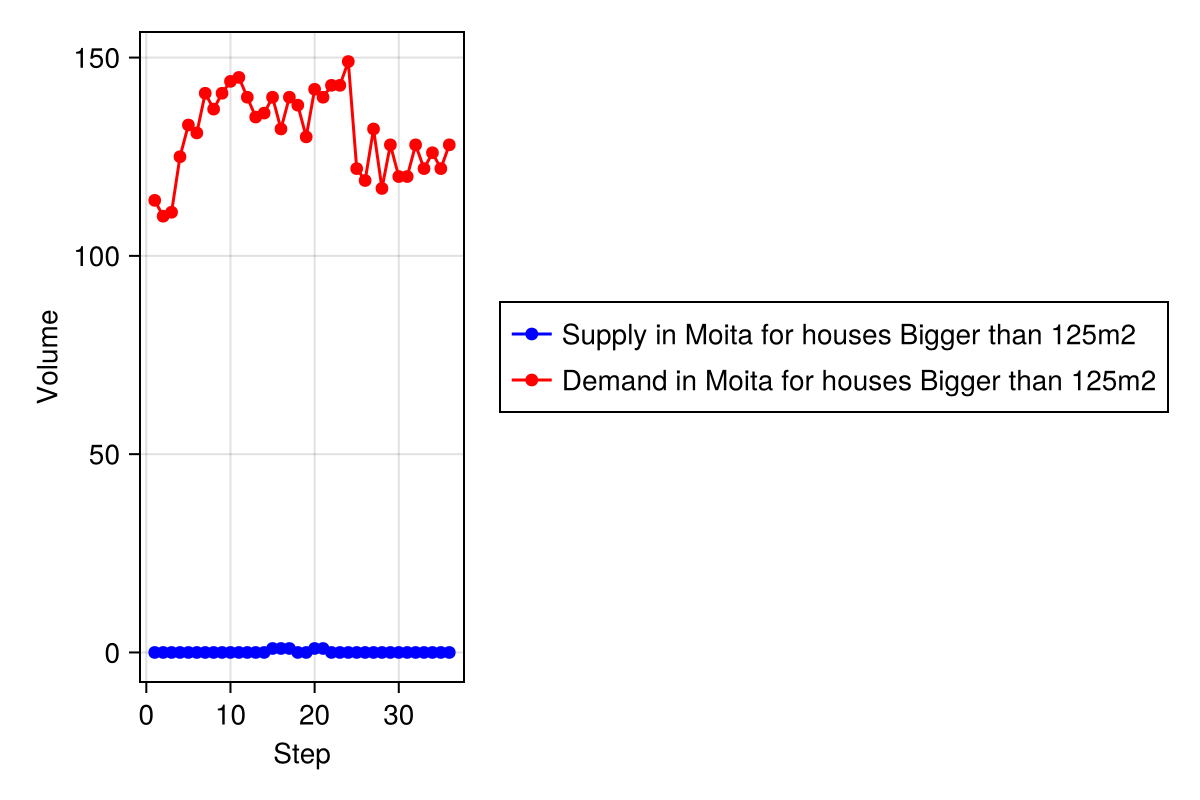 150
100
50
0
Volume
0 10 20 30
Step
Supply in Moita for houses Bigger than 125m2
Demand in Moita for houses Bigger than 125m2